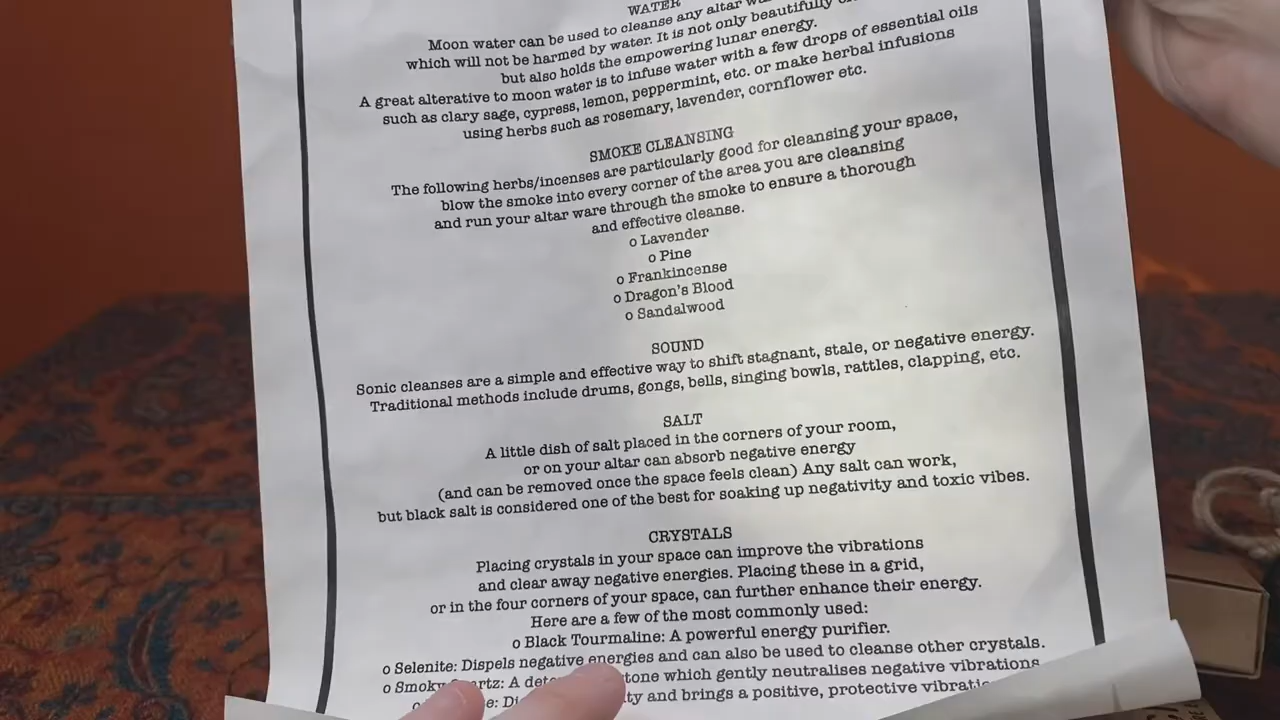 WATER
Moon water can be used to cleanse any altar
which will not be harmed by water. It is not only beautifully
but also holds the empowering lunar energy.
A great alterative to moon water is to infuse water with a few drops of essential oils
such as clary sage, cypress, lemon, peppermint, etc. or make herbal infusions
using herbs such as rosemary, lavender, cornflower etc.
SMOKE CLEANSING
The following herbs/incenses are particularly good for cleansing your space,
blow the smoke into every corner of the area you are cleansing
and run your altar ware through the smoke to ensure a thorough
and effective cleanse.
o Lavender
o Pine
o Frankincense
o Dragon's Blood
o Sandalwood
SOUND
Sonic cleanses are a simple and effective way to shift stagnant, stale, or negative energy.
Traditional methods include drums, gongs, bells, singing bowls, rattles, clapping, etc.
SALT
A little dish of salt placed in the corners of your room,
or on your altar can absorb negative energy
(and can be removed once the space feels clean) Any salt can work,
but black salt is considered one of the best for soaking up negativity and toxic vibes.
CRYSTALS
Placing crystals in your space can improve the vibrations
and clear away negative energies. Placing these in a grid,
or in the four corners of your space, can further enhance their energy.
Here are a few of the most commonly used:
o Black Tourmaline: A powerful energy purifier.
o Selenite: Dispels negative energies and can also be used to cleanse other crystals.
o Smoky A which gently neutralises negative vibrations
and brings a positive, protective